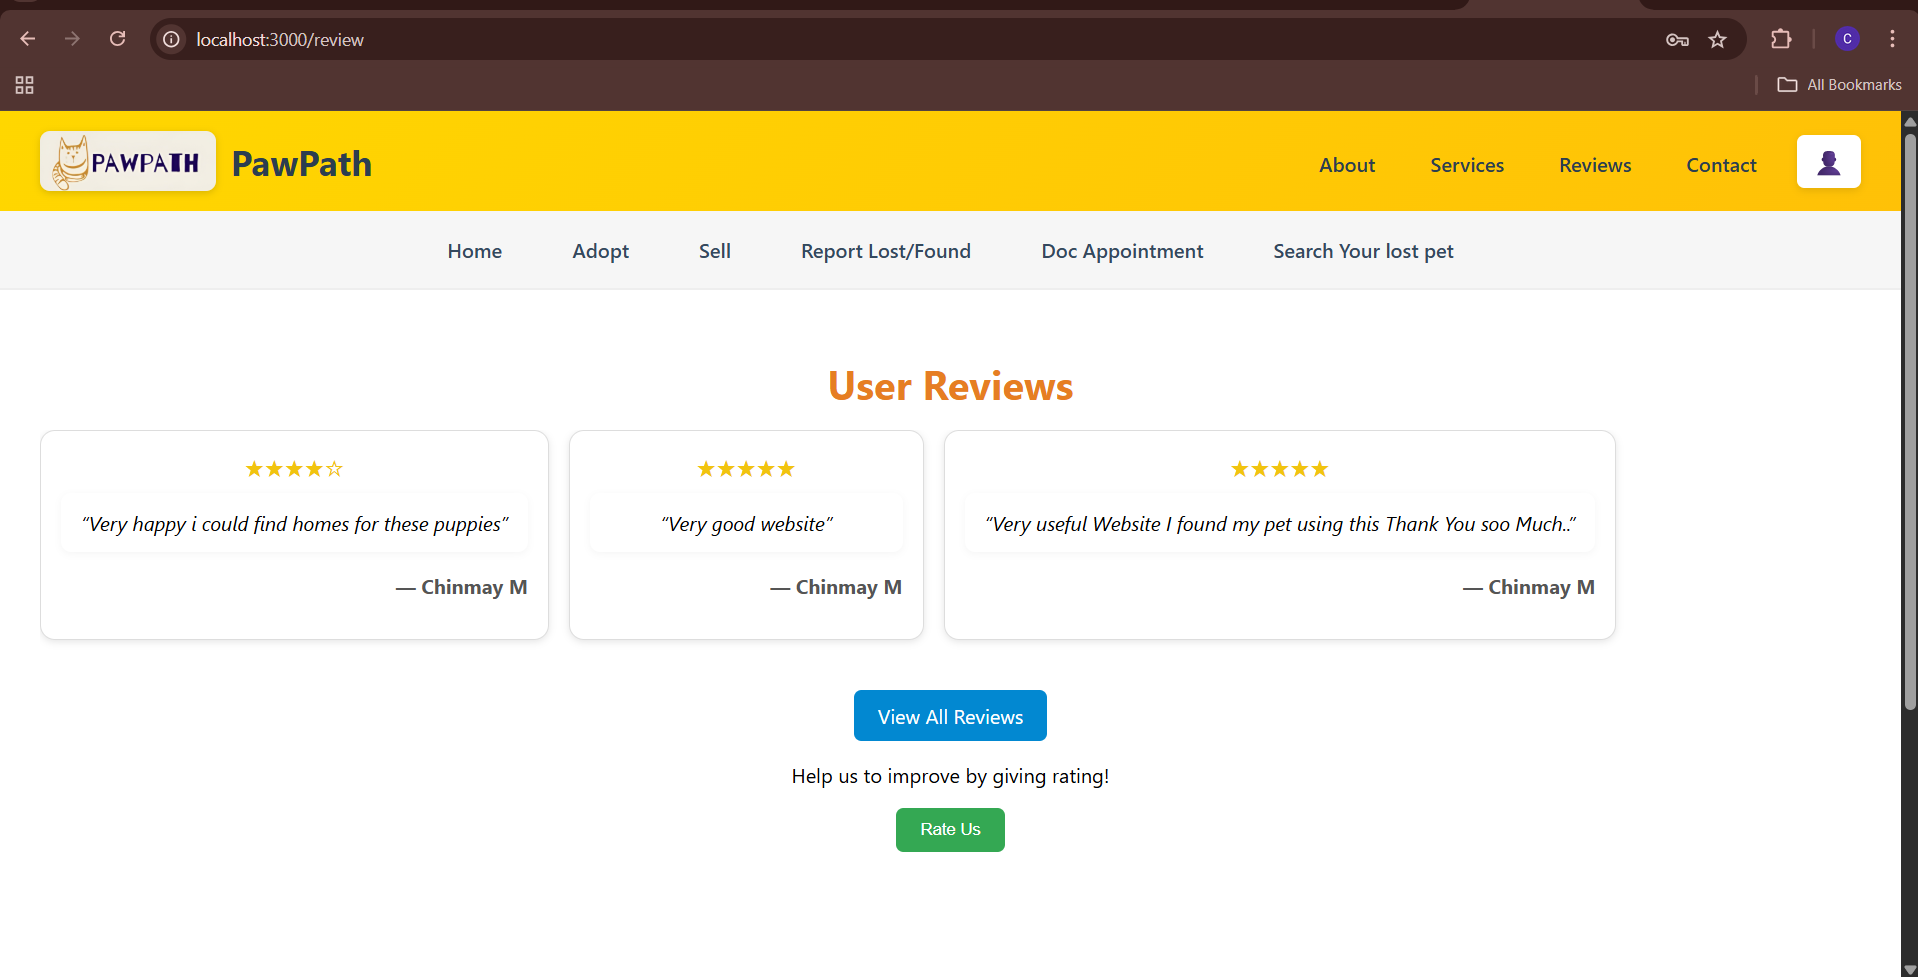 localhost:3000/review
C
All Bookmarks
PAWPATH
PawPath
About
Services
Reviews
Contact
Home
Adopt
Sell
Report Lost/Found
Doc Appointment
Search Your lost pet
User Reviews
★★★★☆
“Very happy i could find homes for these puppies”
— Chinmay M
★★★★★
“Very good website”
— Chinmay M
★★★★★
“Very useful Website I found my pet using this Thank You soo Much..”
— Chinmay M
View All Reviews
Help us to improve by giving rating!
Rate Us